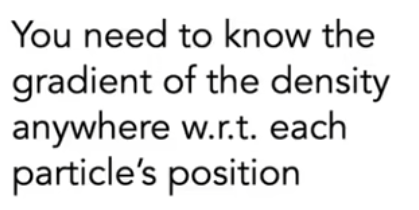 You need to know the
gradient of the density
anywhere w.r.t. each
particle's position